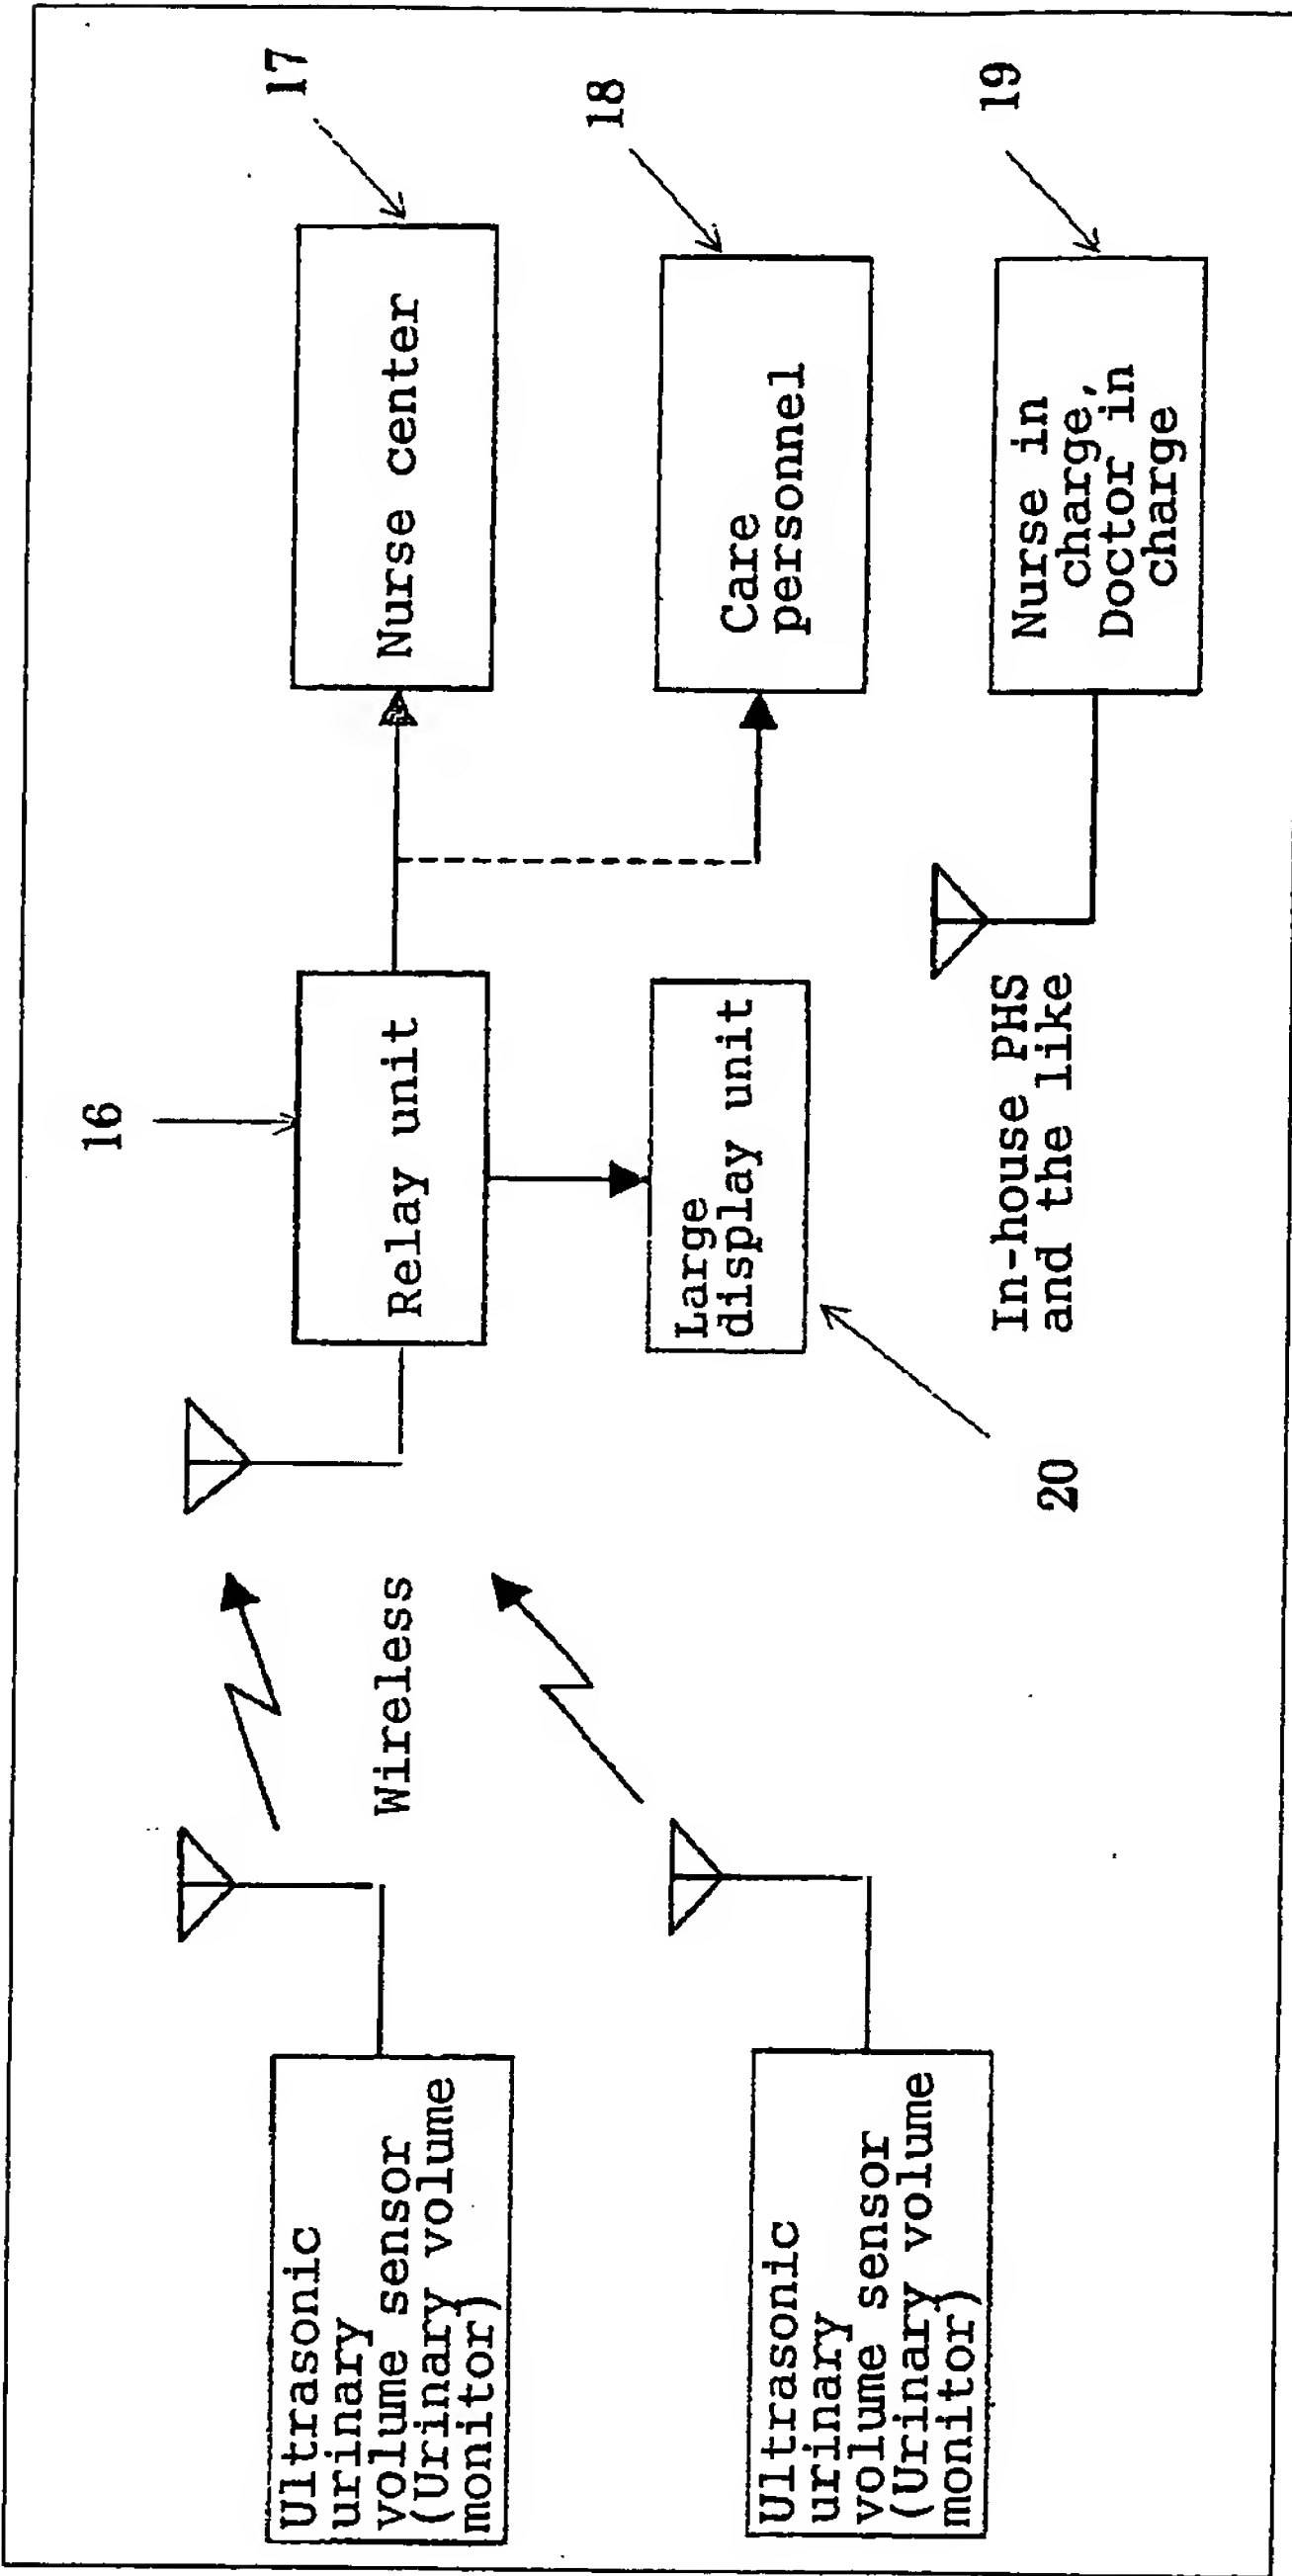 16
17
Relay unit
Nurse center
18
Care
personnel
Large
display unit
20
19
Nurse in
charge,
Doctor in
charge
In-house PHS
and the like
Wireless
Ultrasonic
urinary
volume sensor
(Urinary volume
monitor)
Ultrasonic
urinary
volume sensor
(Urinary volume
monitor)